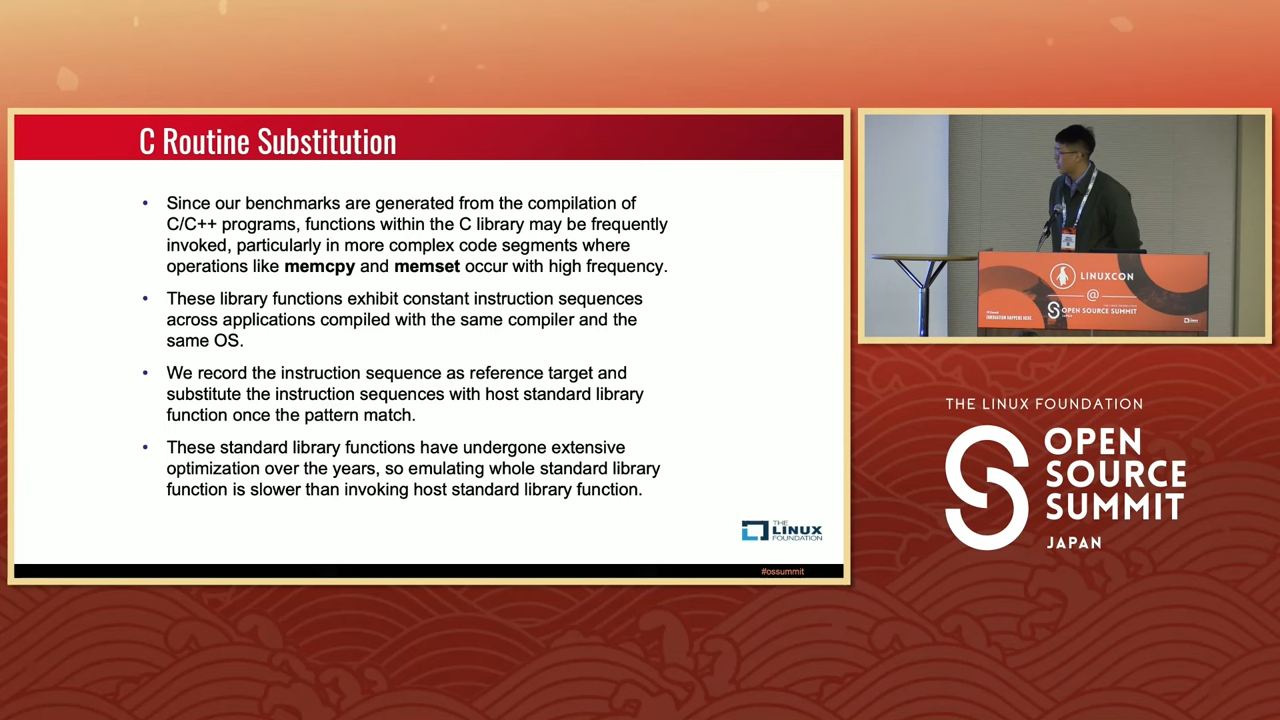 C Routine Substitution
• Since our benchmarks are generated from the compilation of
C/C++ programs, functions within the C library may be frequently
invoked, particularly in more complex code segments where
operations like memcpy and memset occur with high frequency.
• These library functions exhibit constant instruction sequences
across applications compiled with the same compiler and the
same OS.
• We record the instruction sequence as reference target and
substitute the instruction sequences with host standard library
function once the pattern match.
• These standard library functions have undergone extensive
optimization over the years, so emulating whole standard library
function is slower than invoking host standard library function.
THE
LINUX
FOUNDATION
#ossummit
LINUXCON
@
OPEN SOURCE SUMMIT
INNOVATION HAPPENS HERE
THE LINUX FOUNDATION
OPEN
SOURCE
SUMMIT
JAPAN